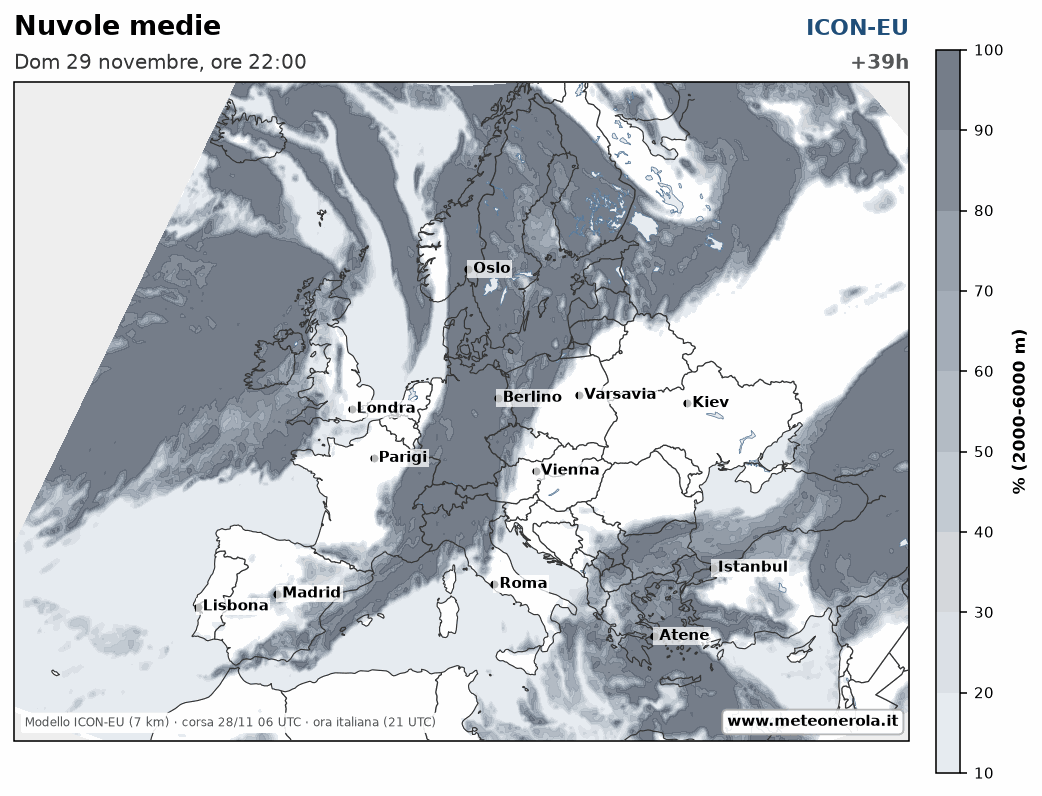 Nuvole medie
ICON-EU
Dom 29 novembre, ore 22:00
+39h
100
90
80
70
60
50
40
30
20
10
% (2000-6000 m)
Oslo
Berlino
Varsavia
Kiev
Londra
Parigi
Vienna
Istanbul
Roma
Madrid
Lisbona
Atene
Modello ICON-EU (7 km) · corsa 28/11 06 UTC · ora italiana (21 UTC)
www.meteonerola.it